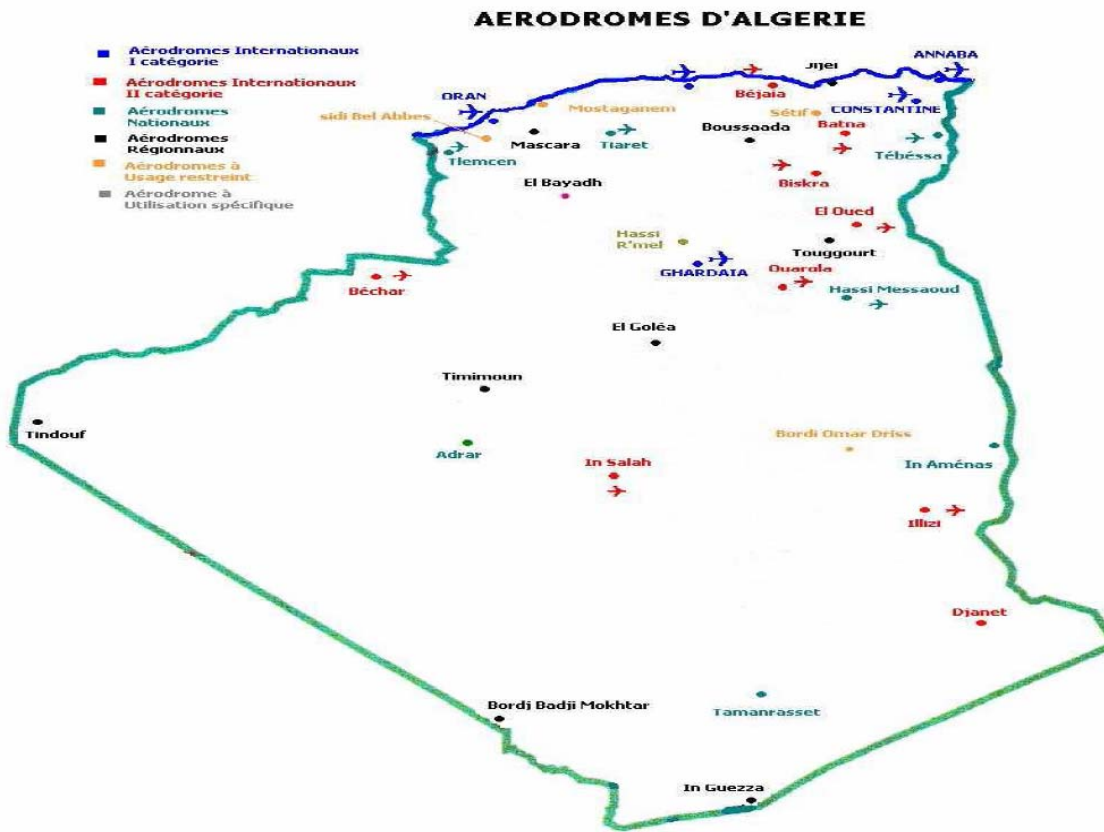 AERODROMES D'ALGERIE
Aérodromes Internationaux
I catégorie
Aérodromes Internationaux
II catégorie
Aérodromes
Nationaux
Aérodromes
Régionnaux
Aérodromes à
Usage restreint
Aérodrome à
Utilisation spécifique
ANNABA
Jijel
ORAN
Béjaia
CONSTANTINE
Mostaganem
sidi Bel Abbes
Sétif
Batna
Boussaada
Mascara
Tiaret
Tlemcen
Tébéssa
El Bayadh
Biskra
El Oued
Hassi
R'mel
Touggourt
GHARDAIA
Ouarola
Béchar
Hassi Messaoud
El Goléa
Timimoun
Tindouf
Bordi Omar Driss
Adrar
In Salah
In Aménas
Illizi
Djanet
Bordj Badji Mokhtar
Tamanrasset
In Guezza